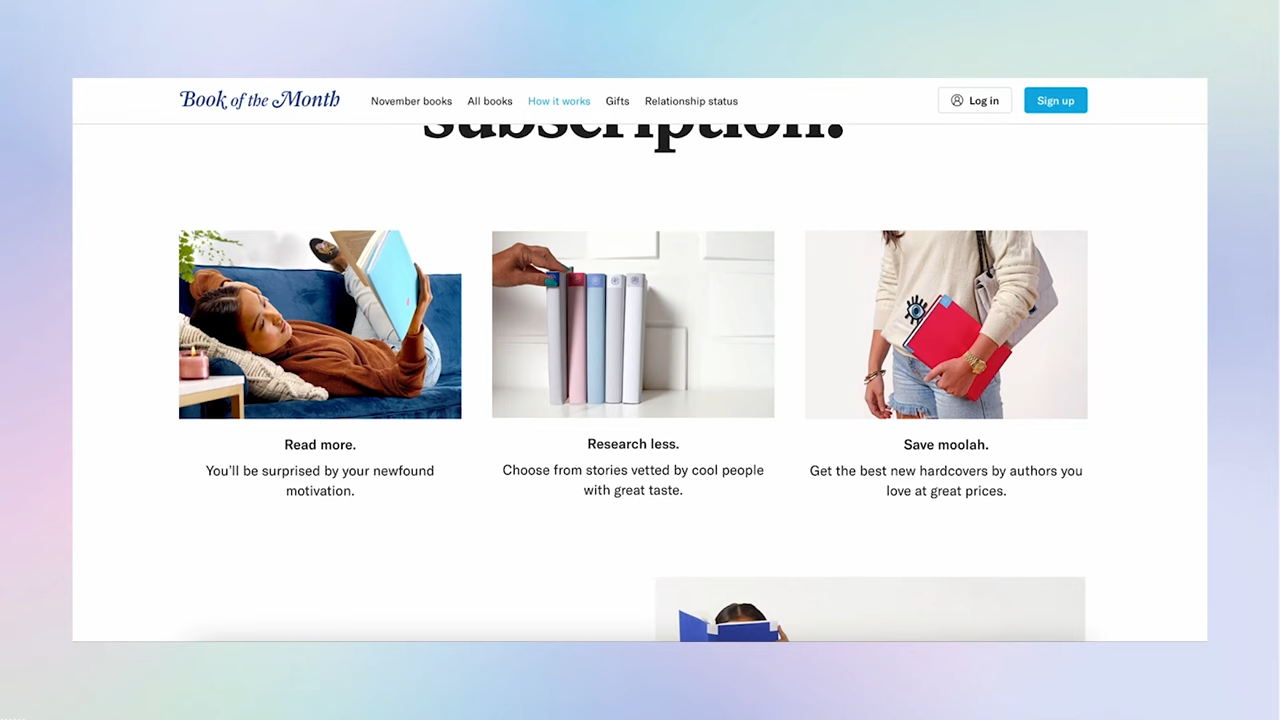 Book of the Month
November books
All books
How it works
Gifts
Relationship status
Log in
Sign up
subscription.
Read more.
You'll be surprised by your newfound
motivation.
Research less.
Choose from stories vetted by cool people
with great taste.
Save moolah.
Get the best new hardcovers by authors you
love at great prices.